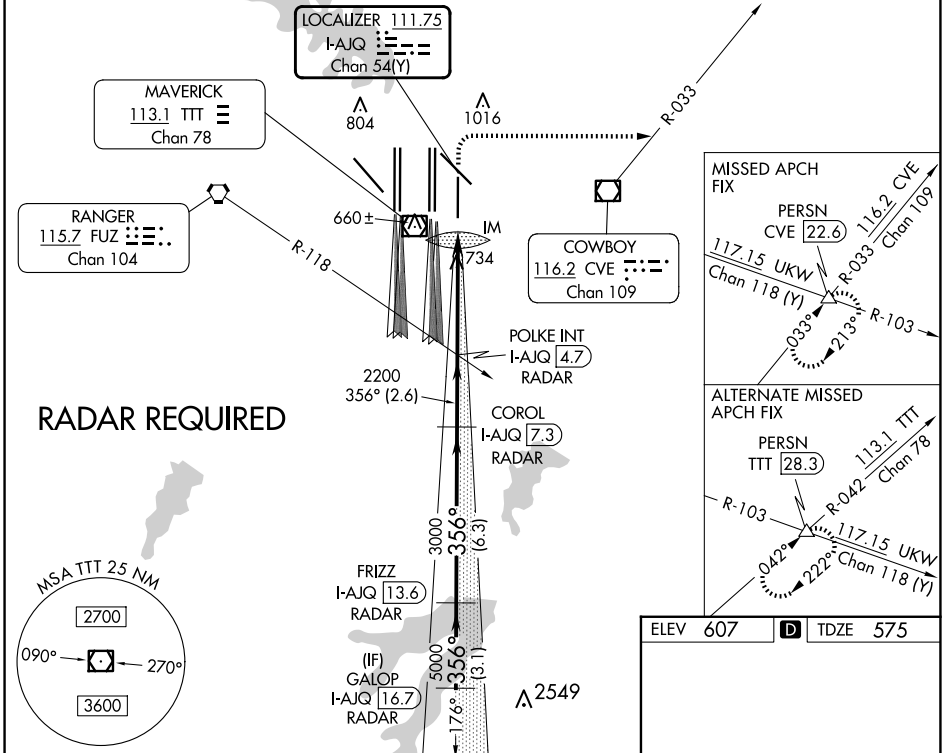 LOCALIZER 111.75
I-AJQ
Chan 54(Y)
MAVERICK
113.1 TTT
Chan 78
804
1016
R-033
RANGER
115.7 FUZ
Chan 104
660±
IM
734
R-118
COWBOY
116.2 CVE
Chan 109
POLKE INT
I-AJQ 4.7
RADAR
2200
356° (2.6)
COROL
I-AJQ 7.3
RADAR
RADAR REQUIRED
3000
356°
(6.3)
FRIZZ
I-AJQ 13.6
RADAR
5000
356°
(3.1)
(IF)
GALOP
I-AJQ 16.7
RADAR
176°
2549
MSA TTT 25 NM
2700
090°
270°
3600
MISSED APCH
FIX
PERSN
CVE 22.6
116.2 CVE
Chan 109
R-033
117.15 UKW
Chan 118 (Y)
R-103
033°
213°
ALTERNATE MISSED
APCH FIX
PERSN
TTT 28.3
113.1 TTT
Chan 78
R-042
R-103
117.15 UKW
Chan 118 (Y)
042°
222°
ELEV 607 D TDZE 575